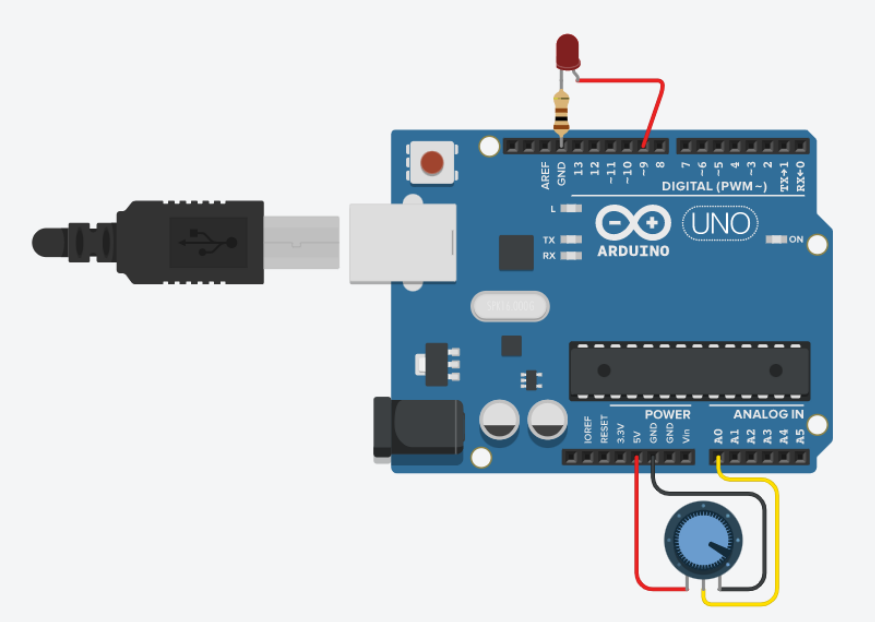 AREF
GND
13
12
~11
~10
~9
8
7
~6
~5
4
~3
2
TX→1
RX←0
DIGITAL (PWM ~)
L
TX
RX
ARDUINO
UNO
ON
POWER
ANALOG IN
IOREF
RESET
3.3V
5V
GND
GND
Vin
A0
A1
A2
A3
A4
A5